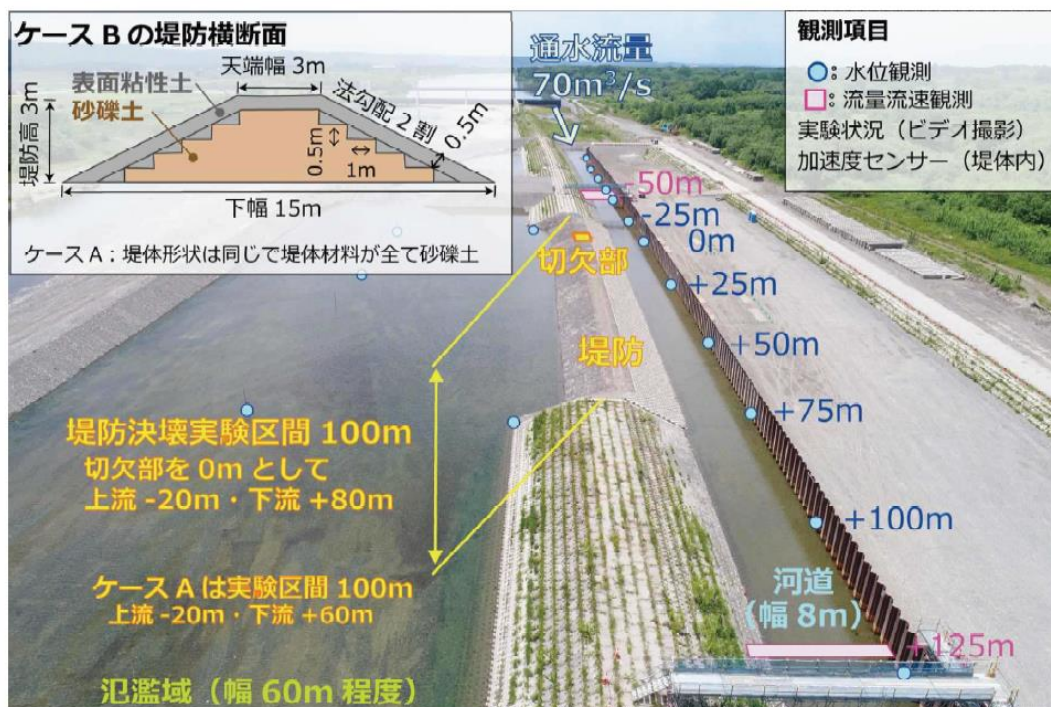 ケース B の堤防横断面
天端幅 3m
表面粘性土
砂礫土
堤防高 3m
法勾配 2 割
0.5m
0.5m
1m
下幅 15m
ケース A；堤体形状は同じで堤体材料が全て砂礫土
通水流量
70m³/s
観測項目
：水位観測
：流量流速観測
実験状況（ビデオ撮影）
加速度センサー（堤体内）
-50m
-25m
0m
切欠部
+25m
堤防
+50m
+75m
堤防決壊実験区間 100m
切欠部を 0m として
上流 -20m・下流 +80m
+100m
ケース A は実験区間 100m
上流 -20m・下流 +60m
河道
（幅 8m）
+125m
氾濫域（幅 60m 程度）